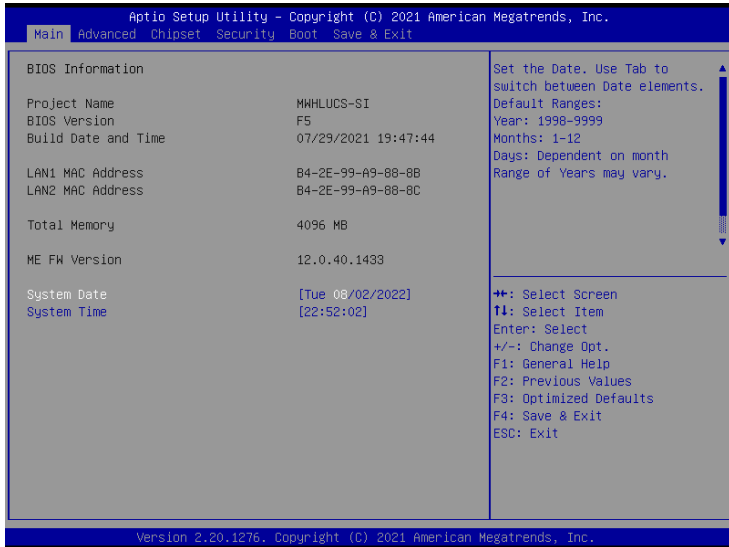 Aptio Setup Utility – Copyright (C) 2021 American Megatrends, Inc.
Main Advanced Chipset Security Boot Save & Exit
BIOS Information
Project Name MWHLUCS-SI
BIOS Version F5
Build Date and Time 07/29/2021 19:47:44
LAN1 MAC Address B4-2E-99-A9-88-8B
LAN2 MAC Address B4-2E-99-A9-88-8C
Total Memory 4096 MB
ME FW Version 12.0.40.1433
System Date [Tue 08/02/2022]
System Time [22:52:02]
Set the Date. Use Tab to
switch between Date elements.
Default Ranges:
Year: 1998-9999
Months: 1-12
Days: Dependent on month
Range of Years may vary.
→←: Select Screen
↑↓: Select Item
Enter: Select
+/-: Change Opt.
F1: General Help
F2: Previous Values
F3: Optimized Defaults
F4: Save & Exit
ESC: Exit
Version 2.20.1276. Copyright (C) 2021 American Megatrends, Inc.